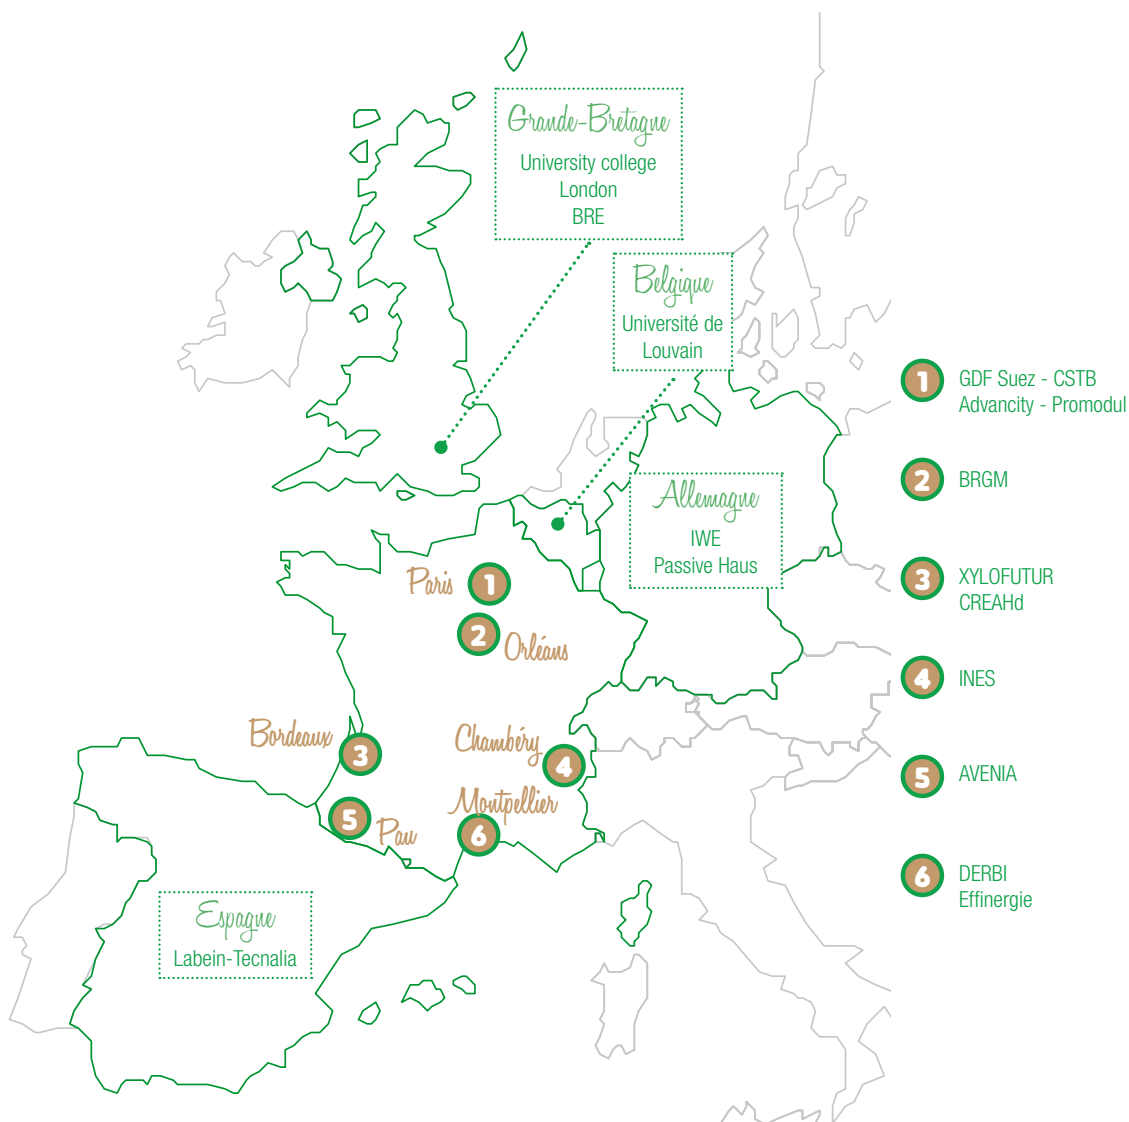 Grande-Bretagne
University college
London
BRE
Belgique
Université de
Louvain
Allemagne
IWE
Passive Haus
Paris
1
2
Orléans
Bordeaux
3
Chambéry
4
Montpellier
5
Pau
6
Espagne
Labein-Tecnalia
1
GDF Suez - CSTB
Advancity - Promodul
2
BRGM
3
XYLOFUTUR
CREAHd
4
INES
5
AVENIA
6
DERBI
Effinergie